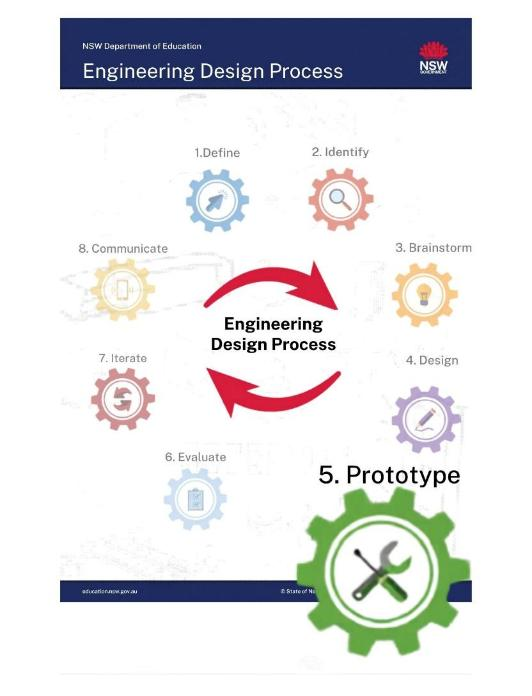 NSW Department of Education
Engineering Design Process
NSW
GOVERNMENT
1.Define
2. Identify
8. Communicate
3. Brainstorm
Engineering
Design Process
7. Iterate
4. Design
6. Evaluate
5. Prototype
education.nsw.gov.au
© State of